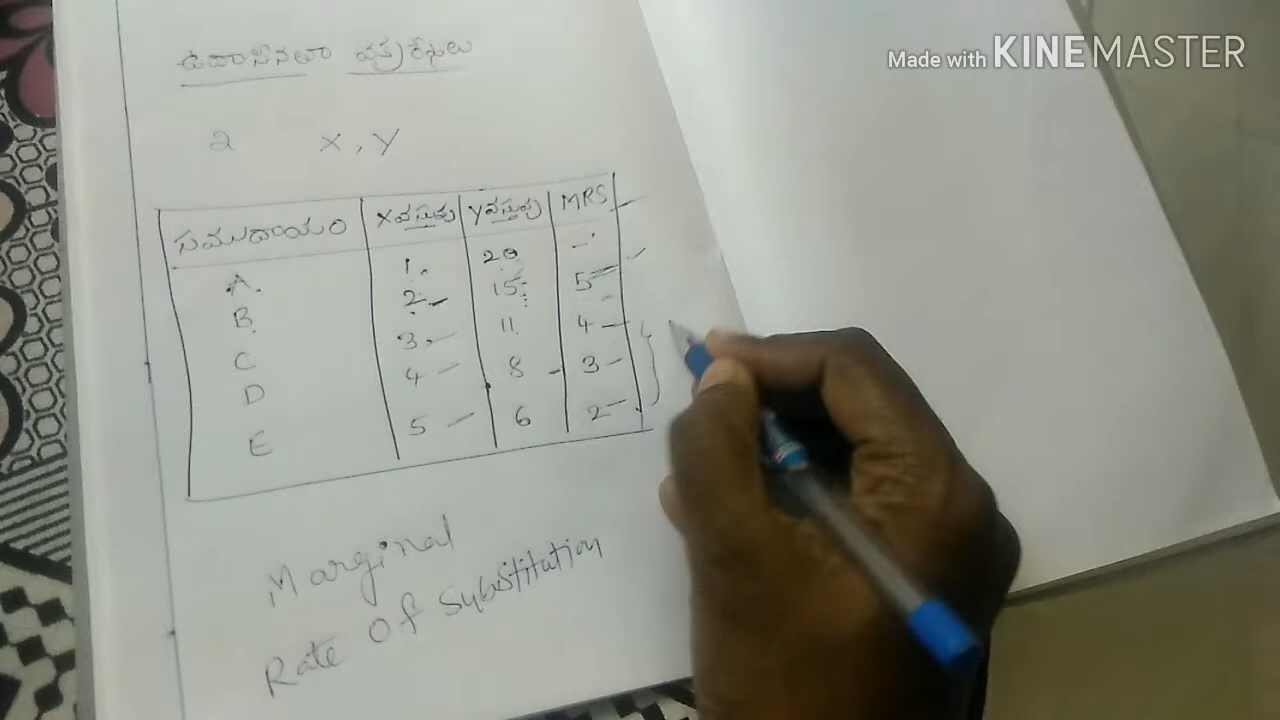 Made with KINEMASTER
ఉదాసీనతా వక్రరేఖలు
2 X, Y
సముదాయం X వస్తువు Y వస్తువు MRS
A. 1. 20 -
B. 2 15 5
C 3. 11 4
D 4 8 3
E 5 6 2
Marginal
Rate Of Substitution